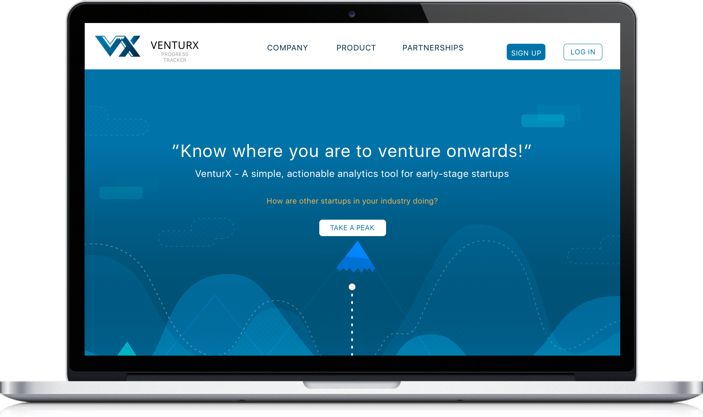 VX
VENTURX
PROGRESS
TRACKER
COMPANY
PRODUCT
PARTNERSHIPS
SIGN UP
LOG IN
“Know where you are to venture onwards!”
VenturX - A simple, actionable analytics tool for early-stage startups
How are other startups in your industry doing?
TAKE A PEAK